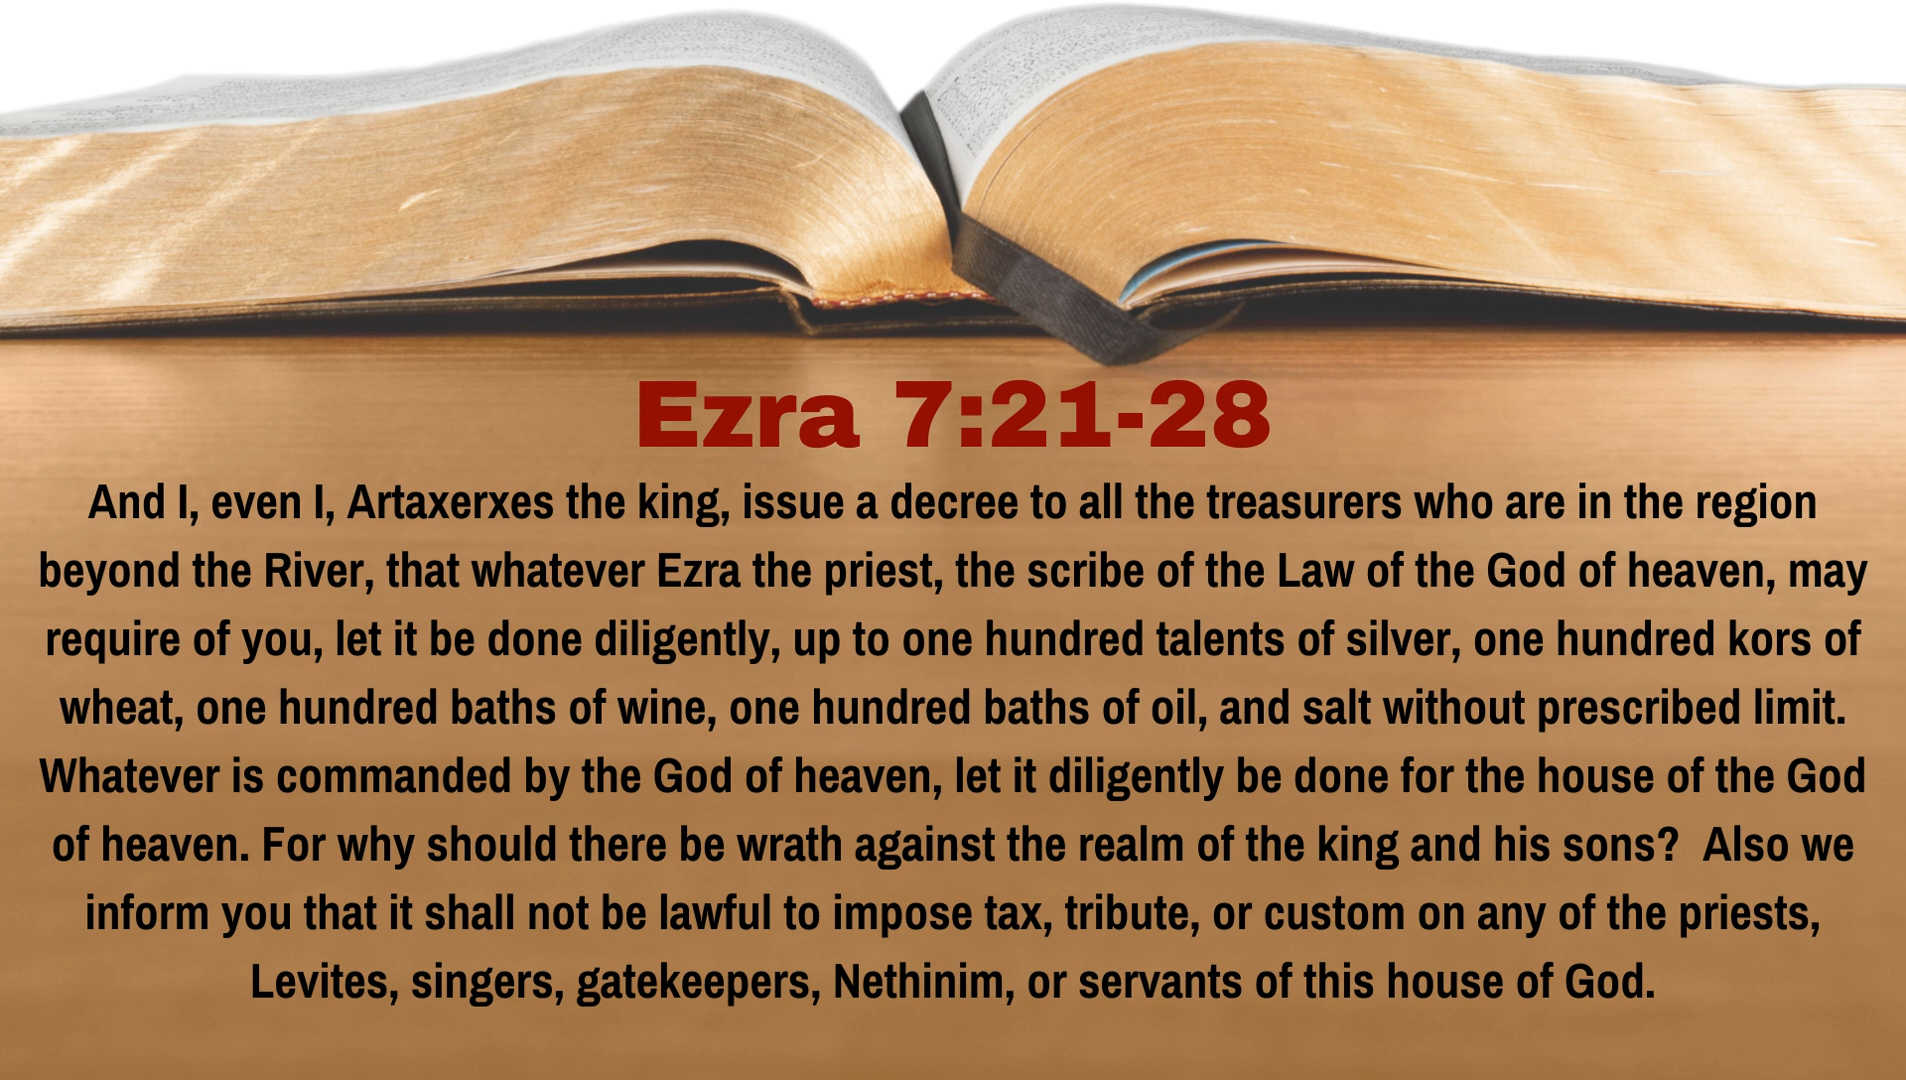 Ezra 7:21-28
And I, even I, Artaxerxes the king, issue a decree to all the treasurers who are in the region
beyond the River, that whatever Ezra the priest, the scribe of the Law of the God of heaven, may
require of you, let it be done diligently, up to one hundred talents of silver, one hundred kors of
wheat, one hundred baths of wine, one hundred baths of oil, and salt without prescribed limit.
Whatever is commanded by the God of heaven, let it diligently be done for the house of the God
of heaven. For why should there be wrath against the realm of the king and his sons?  Also we
inform you that it shall not be lawful to impose tax, tribute, or custom on any of the priests,
Levites, singers, gatekeepers, Nethinim, or servants of this house of God.